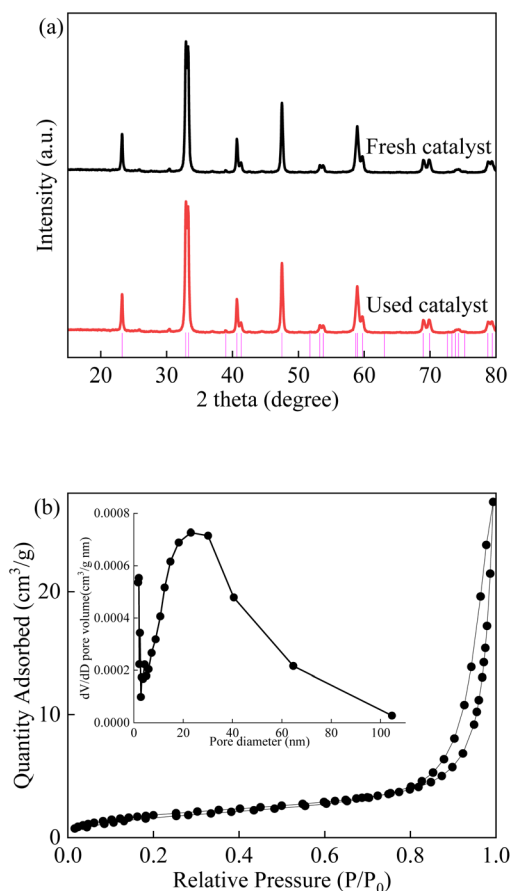 (a)
Intensity (a.u.)
Fresh catalyst
Used catalyst
20 30 40 50 60 70 80
2 theta (degree)
(b)
Quantity Adsorbed (cm³/g)
20
10
0
dV/dD pore volume(cm³/g nm)
0.0008
0.0006
0.0004
0.0002
0.0000
0 20 40 60 80 100
Pore diameter (nm)
0.0 0.2 0.4 0.6 0.8 1.0
Relative Pressure (P/P₀)